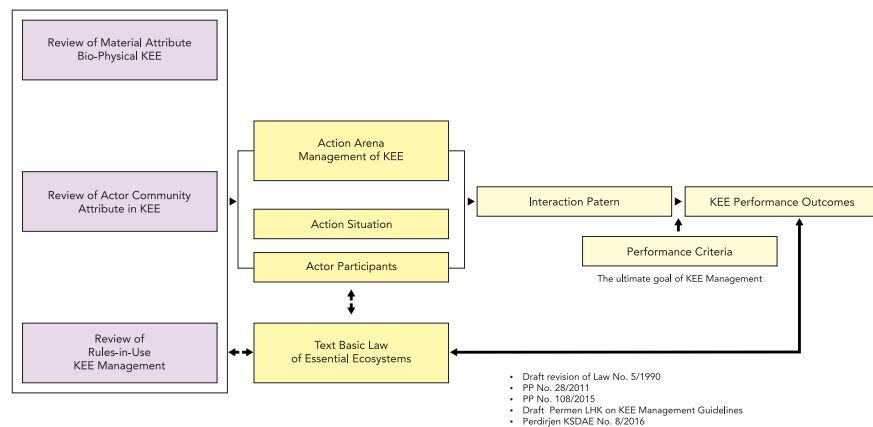 Review of Material Attribute
Bio-Physical KEE
Review of Actor Community
Attribute in KEE
Review of
Rules-in-Use
KEE Management
Action Arena
Management of KEE
Action Situation
Actor Participants
Text Basic Law
of Essential Ecosystems
Interaction Patern
KEE Performance Outcomes
Performance Criteria
The ultimate goal of KEE Management
• Draft revision of Law No. 5/1990
• PP No. 28/2011
• PP No. 108/2015
• Draft Permen LHK on KEE Management Guidelines
• Perdirjen KSDAE No. 8/2016